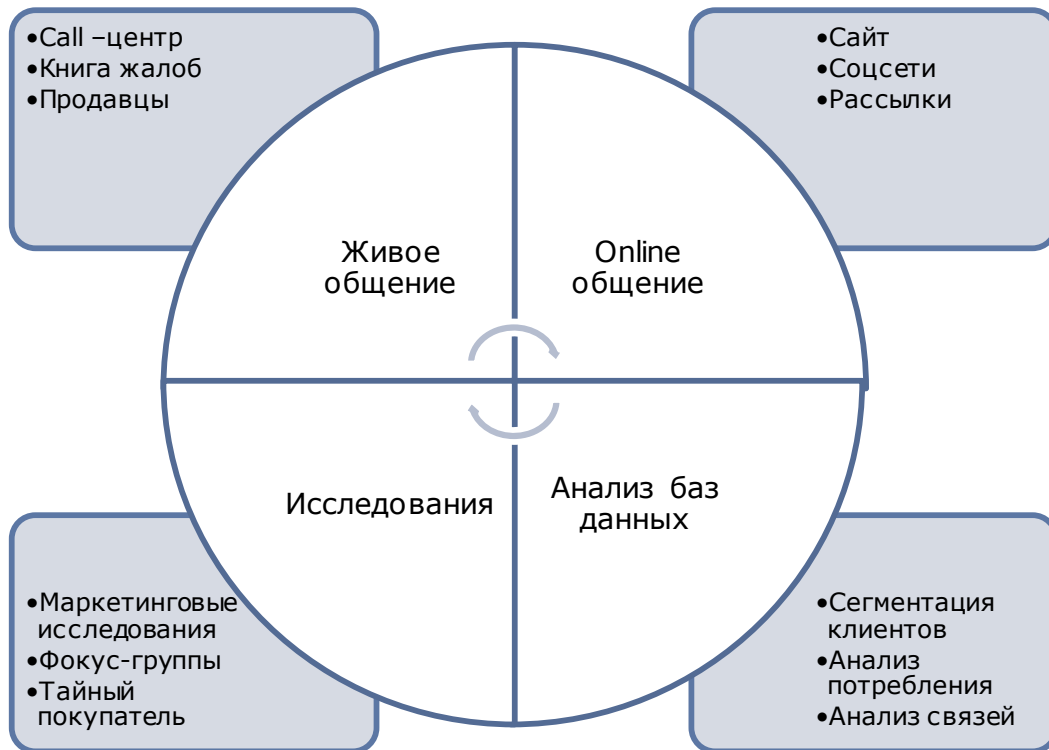 •Call –центр
•Книга жалоб
•Продавцы
•Сайт
•Соцсети
•Рассылки
Живое
общение
Online
общение
Исследования
Анализ баз
данных
•Маркетинговые
исследования
•Фокус-группы
•Тайный
покупатель
•Сегментация
клиентов
•Анализ
потребления
•Анализ связей